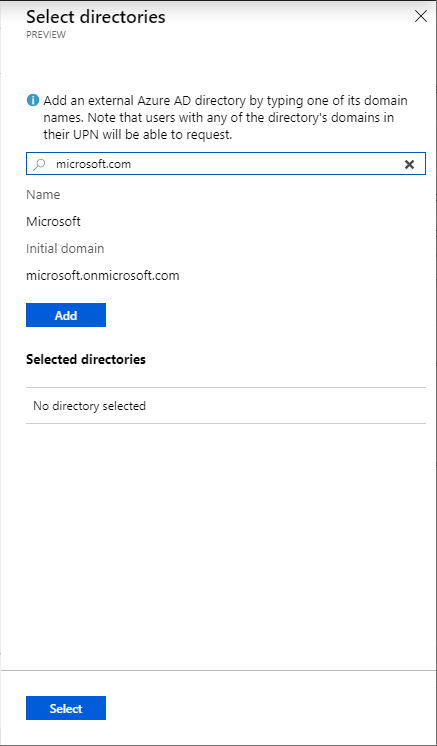 Select directories
PREVIEW
Add an external Azure AD directory by typing one of its domain
names. Note that users with any of the directory's domains in
their UPN will be able to request.
microsoft.com
Name
Microsoft
Initial domain
microsoft.onmicrosoft.com
Add
Selected directories
No directory selected
Select